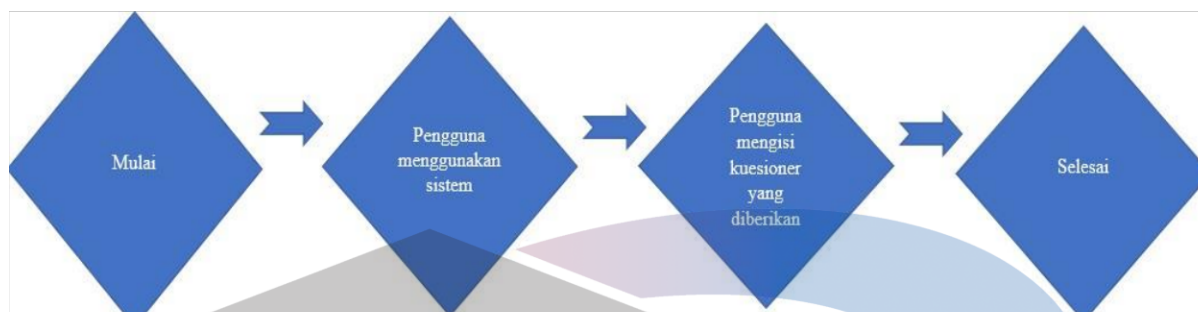 Mulai
Pengguna
menggunakan
sistem
Pengguna
mengisi
kuesioner
yang
diberikan
Selesai